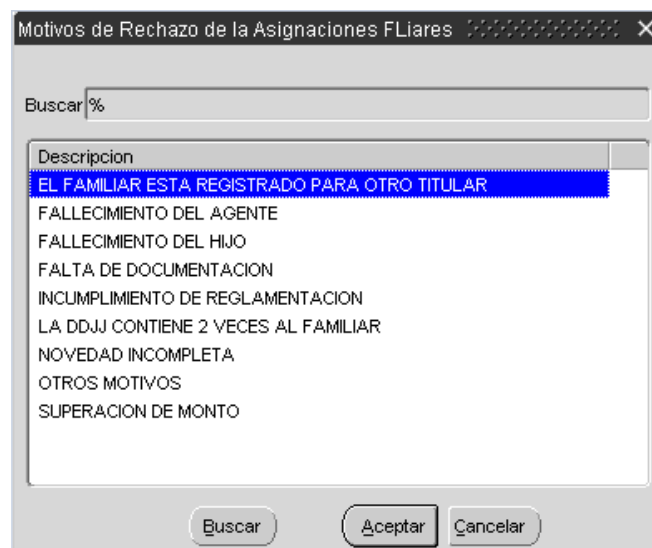 Motivos de Rechazo de la Asignaciones FLiares
Buscar %
Descripcion
EL FAMILIAR ESTA REGISTRADO PARA OTRO TITULAR
FALLECIMIENTO DEL AGENTE
FALLECIMIENTO DEL HIJO
FALTA DE DOCUMENTACION
INCUMPLIMIENTO DE REGLAMENTACION
LA DDJJ CONTIENE 2 VECES AL FAMILIAR
NOVEDAD INCOMPLETA
OTROS MOTIVOS
SUPERACION DE MONTO
Buscar Aceptar Cancelar